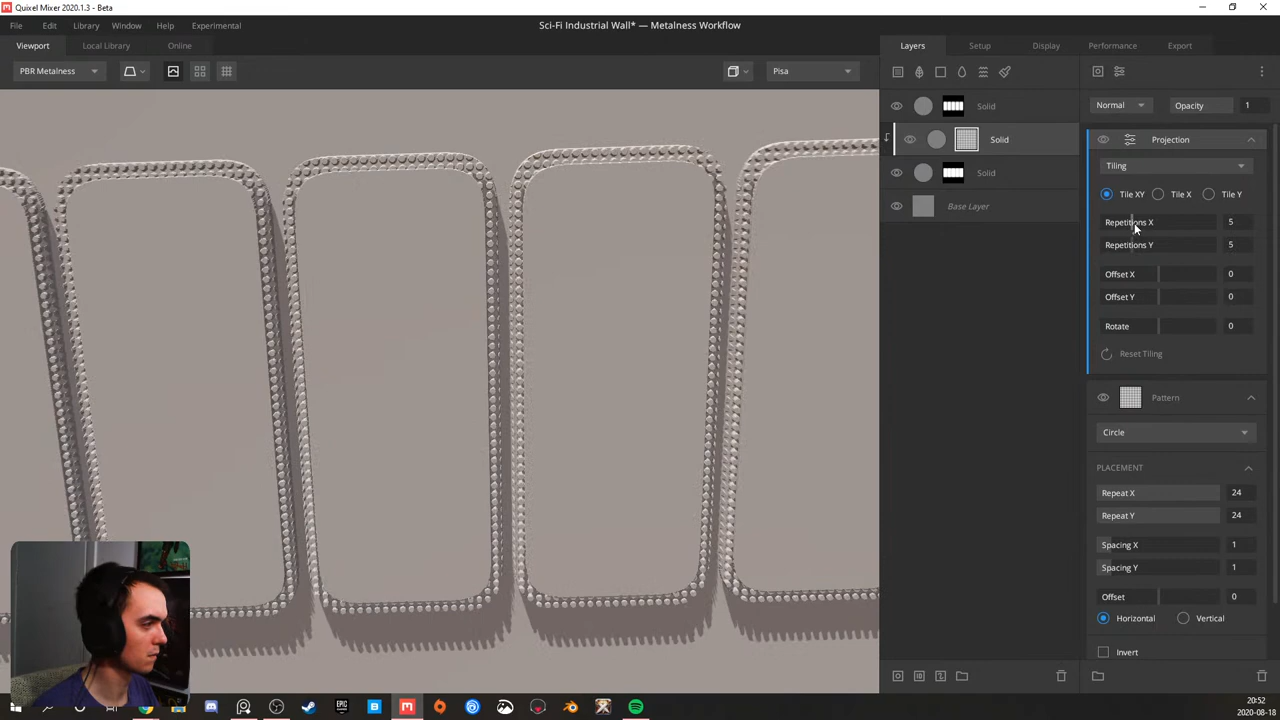 Quixel Mixer 2020.1.3 - Beta
File Edit Library Window Help Experimental
Sci-Fi Industrial Wall* — Metalness Workflow
Viewport Local Library Online
Layers Setup Display Performance Export
PBR Metalness
Pisa
Normal Opacity 1
Solid
Solid
Solid
Base Layer
Projection
Tiling
Tile XY Tile X Tile Y
Repetitions X 5
Repetitions Y 5
Offset X 0
Offset Y 0
Rotate 0
Reset Tiling
Pattern
Circle
PLACEMENT
Repeat X 24
Repeat Y 24
Spacing X 1
Spacing Y 1
Offset 0
Horizontal Vertical
Invert
20:52
2020-08-18